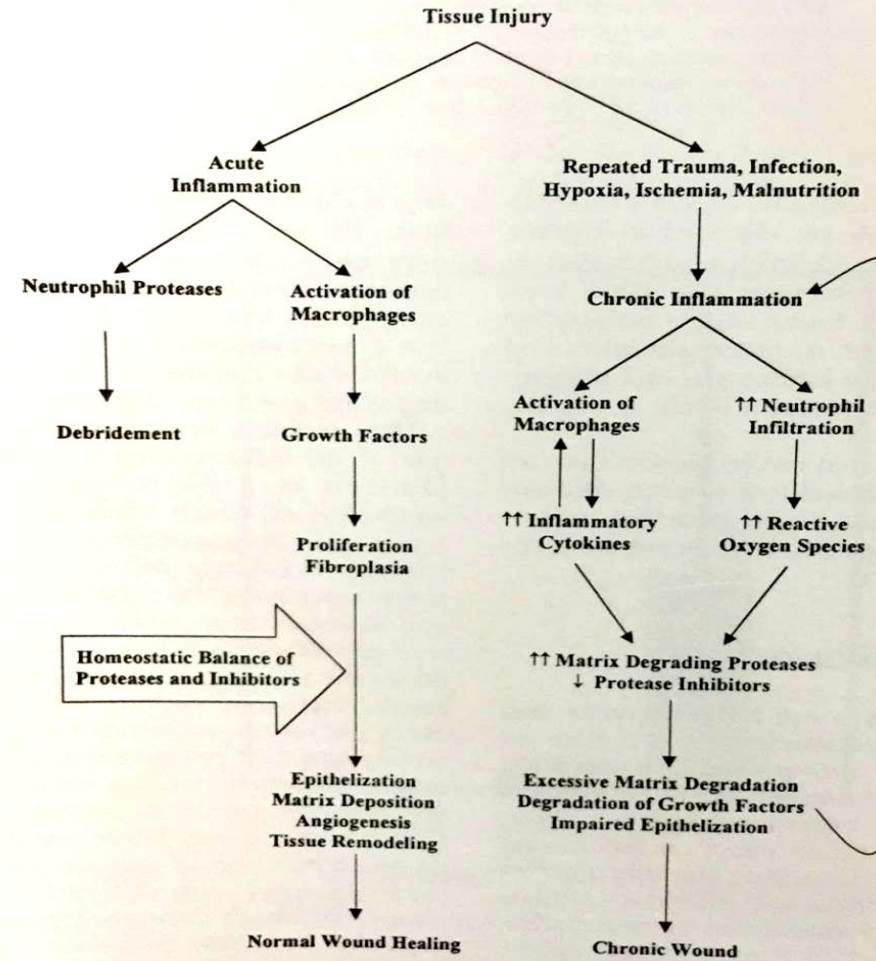 Tissue Injury
Acute
Inflammation
Repeated Trauma, Infection,
Hypoxia, Ischemia, Malnutrition
Neutrophil Proteases
Activation of
Macrophages
Chronic Inflammation
Debridement
Growth Factors
Activation of
Macrophages
↑↑ Neutrophil
Infiltration
Proliferation
Fibroplasia
↑↑ Inflammatory
Cytokines
↑↑ Reactive
Oxygen Species
Homeostatic Balance of
Proteases and Inhibitors
↑↑ Matrix Degrading Proteases
↓ Protease Inhibitors
Epithelization
Matrix Deposition
Angiogenesis
Tissue Remodeling
Excessive Matrix Degradation
Degradation of Growth Factors
Impaired Epithelization
Normal Wound Healing
Chronic Wound